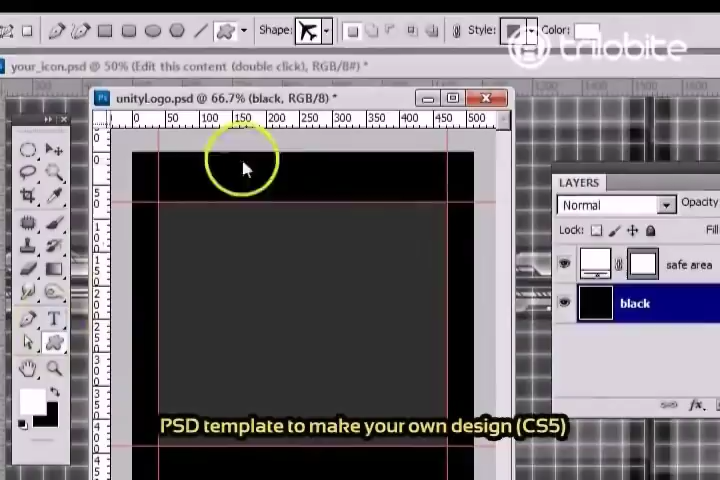 Shape:
Style:
Color:
trilobite
your_icon.psd @ 50% (Edit this content (double click), RGB/8#) *
unityLogo.psd @ 66.7% (black, RGB/8) *
0 50 100 150 200 250 300 350 400 450 500
LAYERS
Normal
Opacity
Lock:
Fill
safe area
black
fx
T
PSD template to make your own design (CS5)